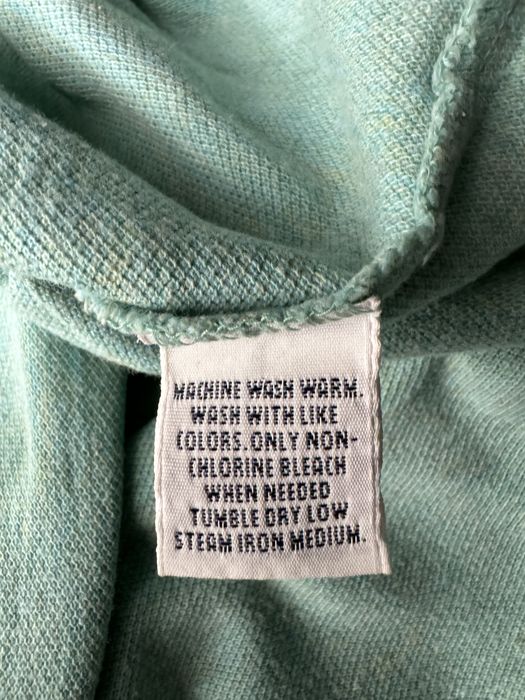 MACHINE WASH WARM.
WASH WITH LIKE
COLORS. ONLY NON-
CHLORINE BLEACH
WHEN NEEDED
TUMBLE DRY LOW
STEAM IRON MEDIUM.